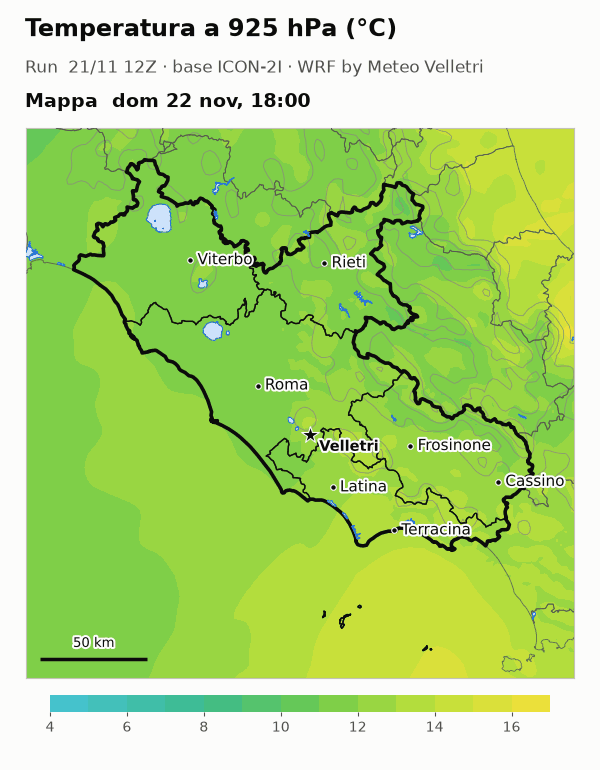 Temperatura a 925 hPa (°C)
Run  21/11 12Z · base ICON-2I · WRF by Meteo Velletri
Mappa  dom 22 nov, 18:00
Viterbo
Rieti
Roma
Velletri
Frosinone
Cassino
Latina
Terracina
50 km
4 6 8 10 12 14 16